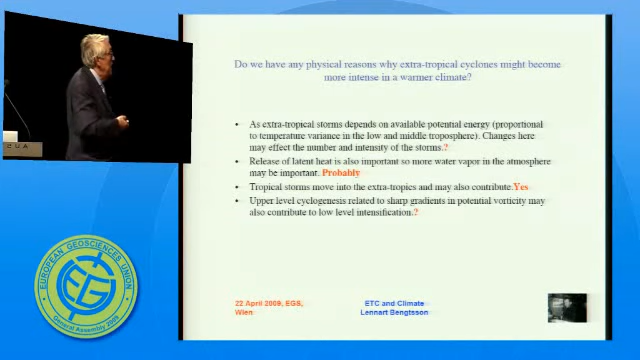 Do we have any physical reasons why extra-tropical cyclones might become
more intense in a warmer climate?
• As extra-tropical storms depends on available potential energy (proportional
to temperature variance in the low and middle troposphere). Changes here
may effect the number and intensity of the storms.?
• Release of latent heat is also important so more water vapor in the atmosphere
may be important. Probably
• Tropical storms move into the extra-tropics and may also contribute.Yes
• Upper level cyclogenesis related to sharp gradients in potential vorticity may
also contribute to low level intensification.?
22 April 2009, EGS,
Wien
ETC and Climate
Lennart Bengtsson
EUROPEAN GEOSCIENCES UNION
EGU
General Assembly 2009